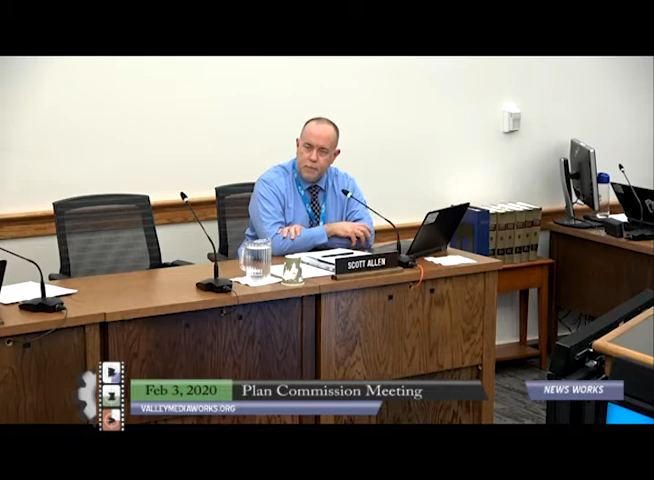 SCOTT ALLEN
Feb 3, 2020 Plan Commission Meeting
NEWS WORKS
VALLEYMEDIAWORKS.ORG